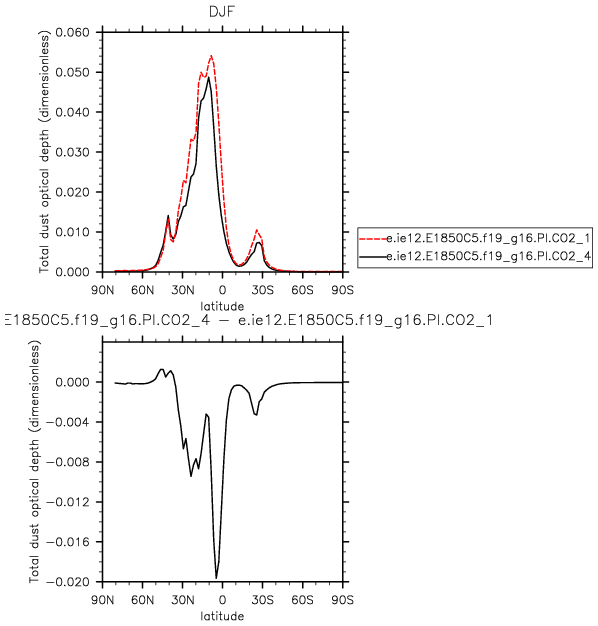 DJF
Total dust optical depth (dimensionless)
0.060
0.050
0.040
0.030
0.020
0.010
0.000
90N 60N 30N 0 30S 60S 90S
latitude
e.ie12.E1850C5.f19_g16.PI.CO2_1
e.ie12.E1850C5.f19_g16.PI.CO2_4
E1850C5.f19_g16.PI.CO2_4 − e.ie12.E1850C5.f19_g16.PI.CO2_1
Total dust optical depth (dimensionless)
0.000
−0.004
−0.008
−0.012
−0.016
−0.020
90N 60N 30N 0 30S 60S 90S
latitude